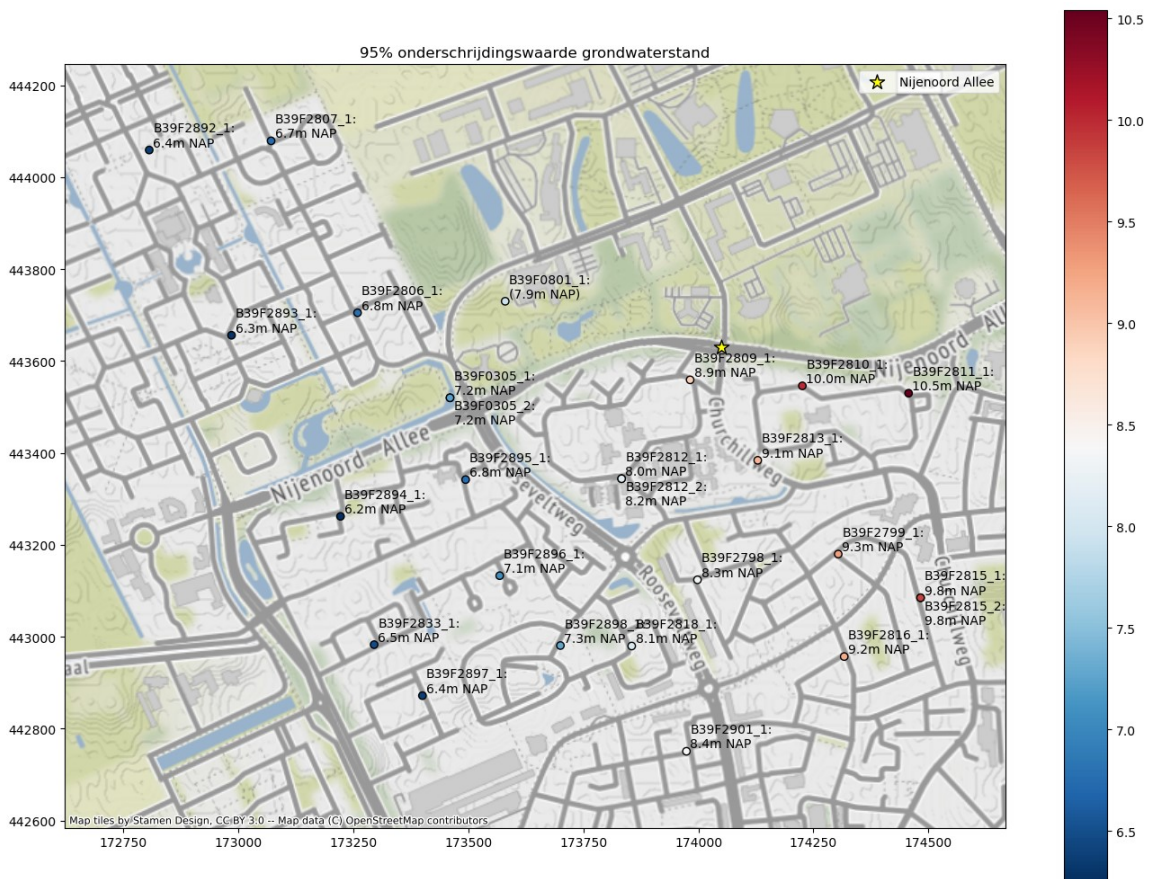 95% onderschrijdingswaarde grondwaterstand
Nijenoord Allee
444200
444000
443800
443600
443400
443200
443000
442800
442600
172750
173000
173250
173500
173750
174000
174250
174500
B39F2892_1:
6.4m NAP
B39F2807_1:
6.7m NAP
B39F0801_1:
(7.9m NAP)
B39F2806_1:
6.8m NAP
B39F2893_1:
6.3m NAP
B39F2809_1:
8.9m NAP
B39F2810_1:
10.0m NAP
B39F2811_1:
10.5m NAP
Nijenoord All
B39F0305_1:
7.2m NAP
B39F0305_2:
7.2m NAP
Churchillweg
B39F2813_1:
9.1m NAP
Nijenoord Allee
B39F2895_1:
6.8m NAP
B39F2812_1:
8.0m NAP
B39F2812_2:
8.2m NAP
B39F2894_1:
6.2m NAP
seveltweg
B39F2896_1:
7.1m NAP
B39F2798_1:
8.3m NAP
B39F2799_1:
9.3m NAP
B39F2815_1:
9.8m NAP
B39F2815_2:
9.8m NAP
Churchillweg
Rooseveltweg
B39F2833_1:
6.5m NAP
B39F2898_1:
7.3m NAP
B39F2818_1:
8.1m NAP
B39F2816_1:
9.2m NAP
aal
B39F2897_1:
6.4m NAP
B39F2901_1:
8.4m NAP
Map tiles by Stamen Design, CC BY 3.0 -- Map data (C) OpenStreetMap contributors
10.5
10.0
9.5
9.0
8.5
8.0
7.5
7.0
6.5